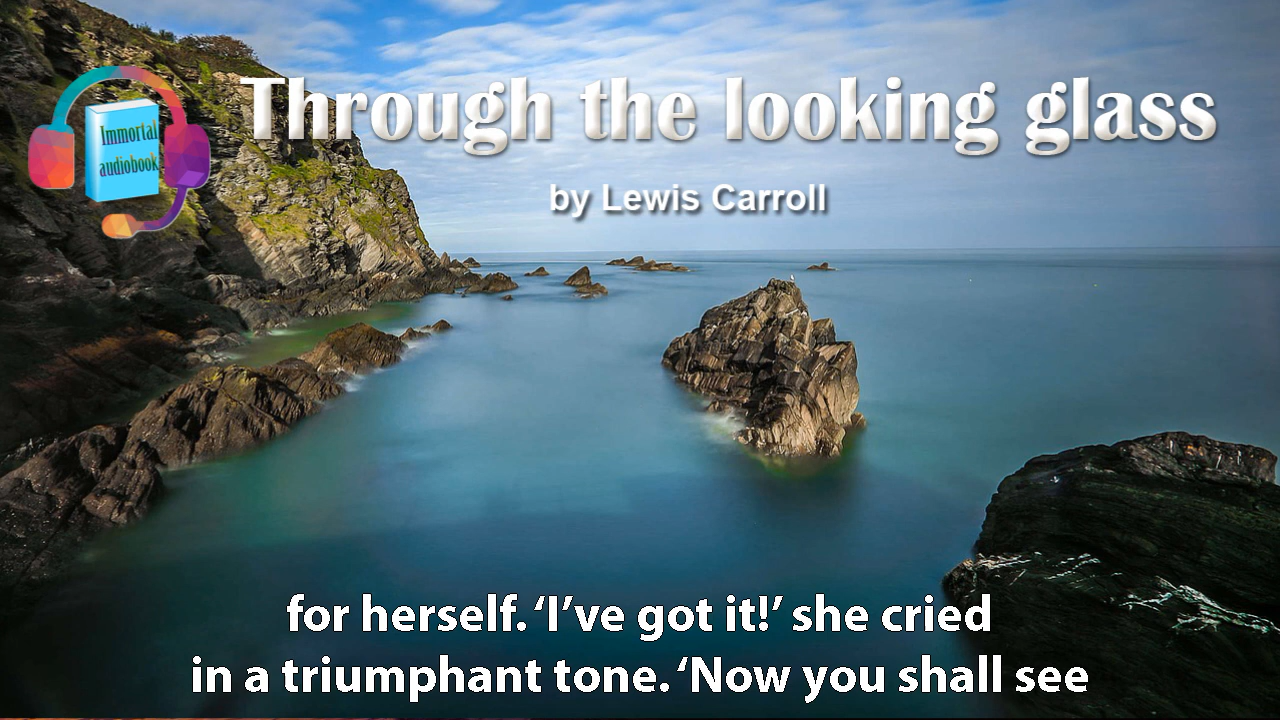 Through the looking glass
by Lewis Carroll
Immortal
audiobook
for herself. ‘I’ve got it!’ she cried
in a triumphant tone. ‘Now you shall see